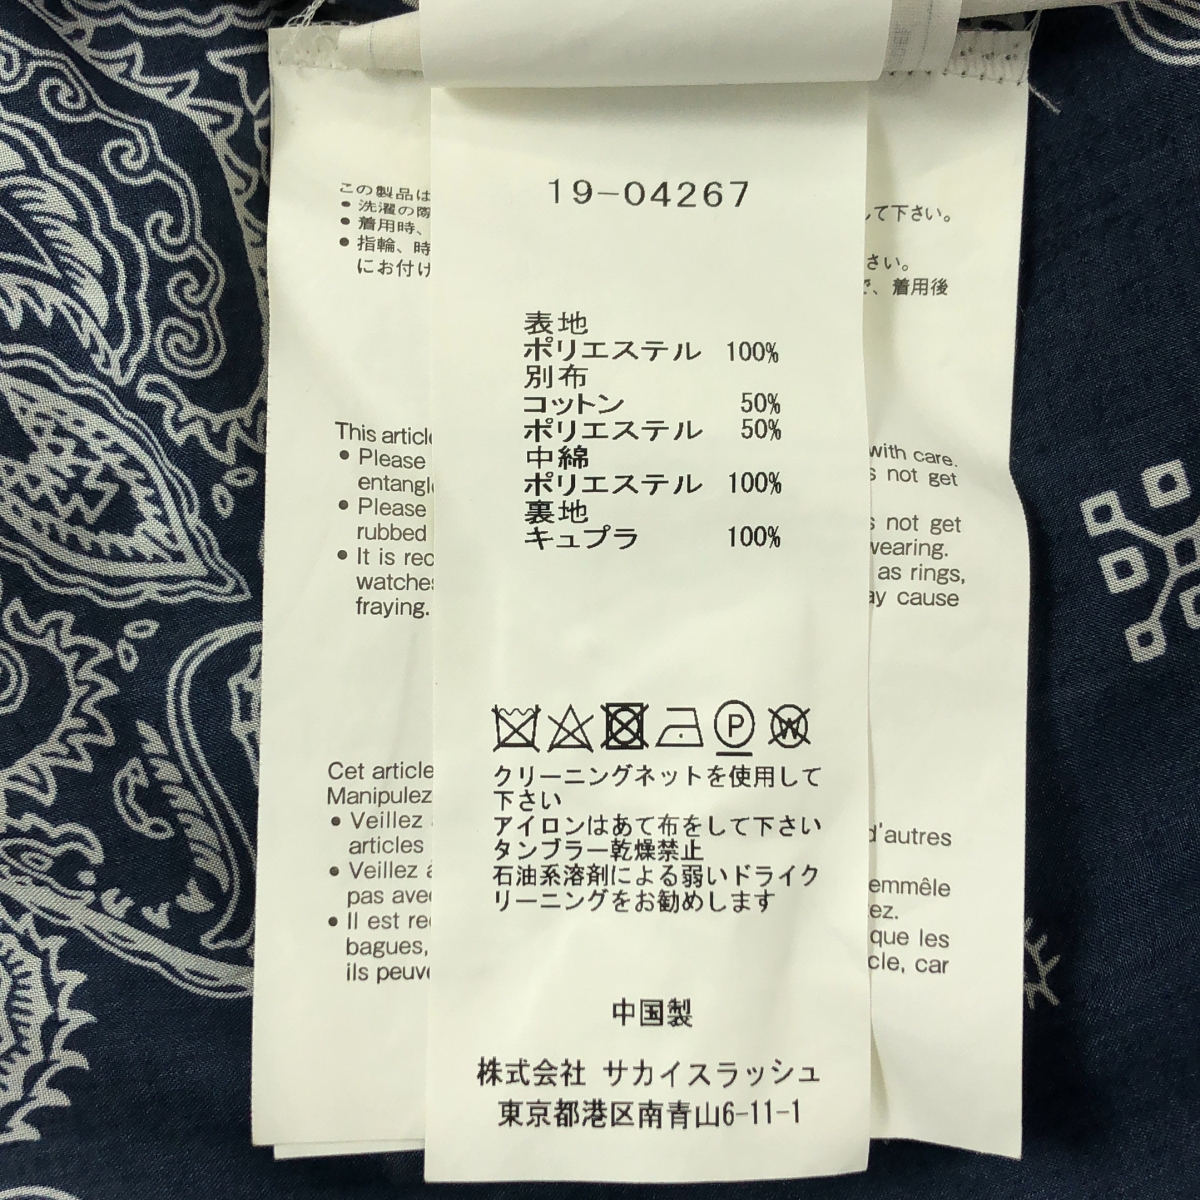 19-04267
表地
ポリエステル 100%
別布
コットン 50%
ポリエステル 50%
中綿
ポリエステル 100%
裏地
キュプラ 100%
P W
クリーニングネットを使用して
下さい
アイロンはあて布をして下さい
タンブラー乾燥禁止
石油系溶剤による弱いドライク
リーニングをお勧めします
中国製
株式会社 サカイスラッシュ
東京都港区南青山6-11-1
この製品は
• 洗濯の際
• 着用時、 して下さい。
• 指輪、時 さい。
にお付け で、着用後
This article with care.
• Please not get
entangle
• Please not get
rubbed wearing.
• It is rec as rings,
watches may cause
fraying.
Cet article
Manipulez
• Veillez d'autres
articles
• Veillez à emmêle
pas avec ez.
• Il est re que les
bagues, cle, car
ils peuve